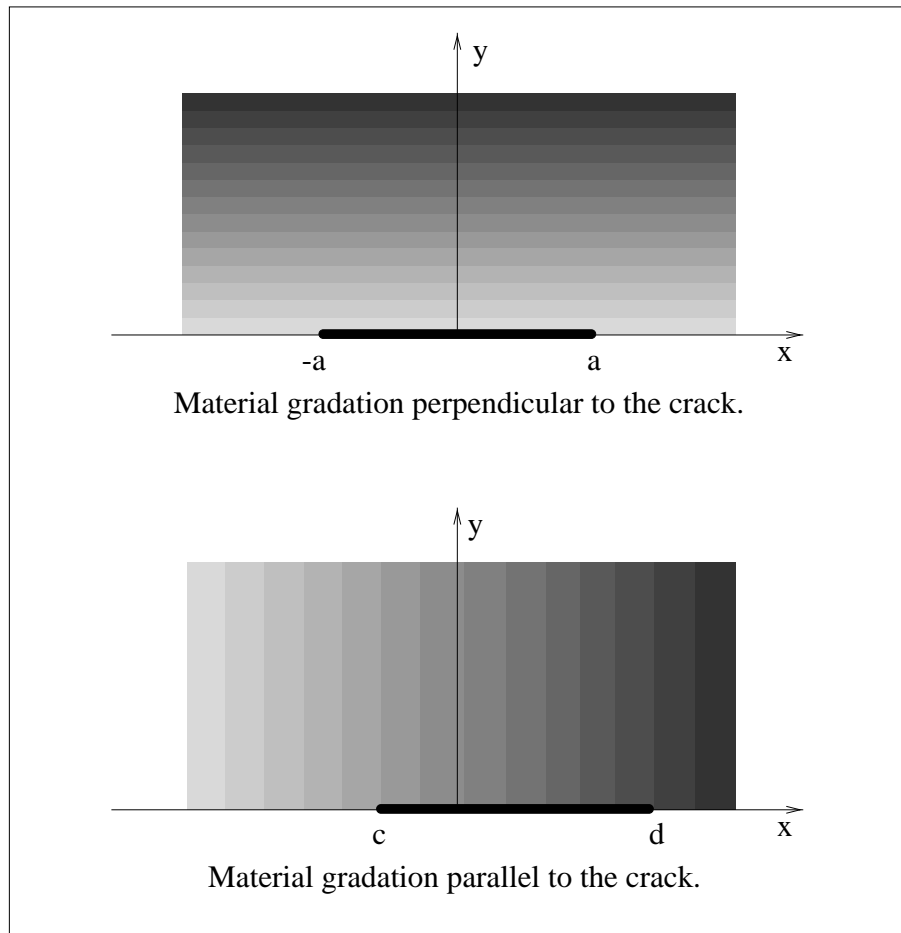 y
x
-a a
Material gradation perpendicular to the crack.
y
x
c d
Material gradation parallel to the crack.